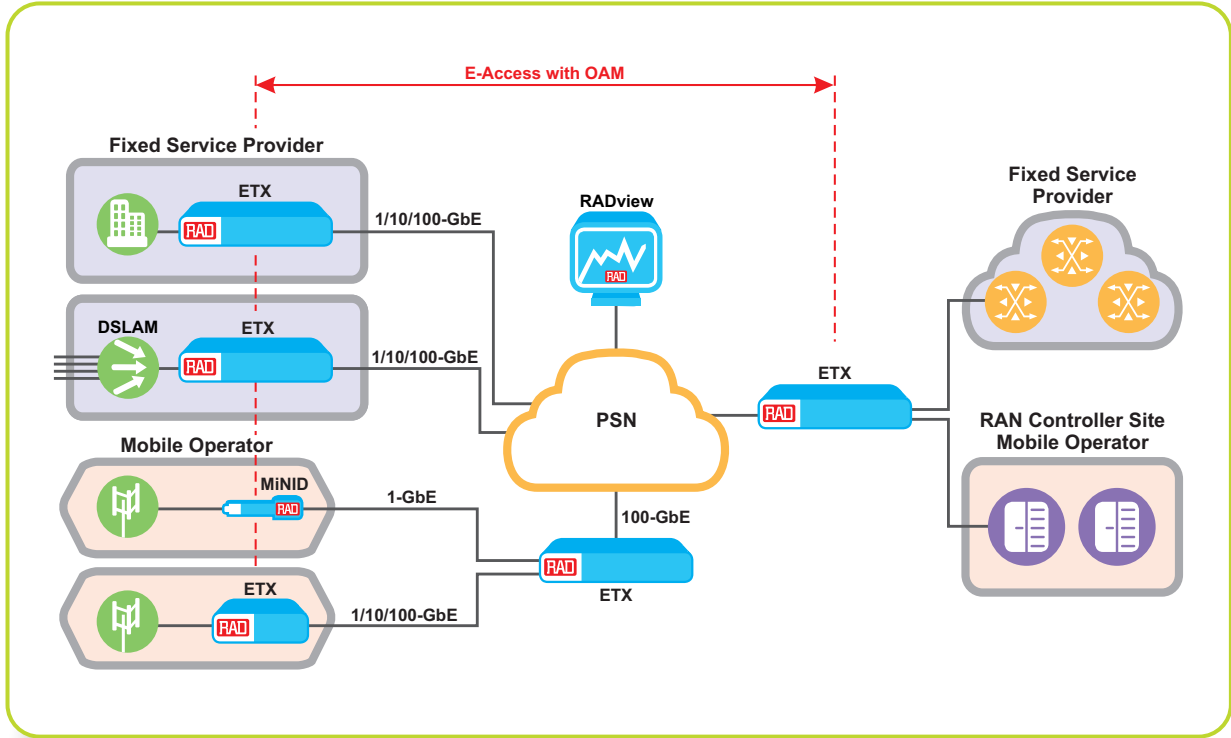 E-Access with OAM
Fixed Service Provider
ETX
RAD
1/10/100-GbE
DSLAM
ETX
RAD
1/10/100-GbE
Mobile Operator
MiNID
RAD
1-GbE
ETX
RAD
1/10/100-GbE
RADview
RAD
PSN
100-GbE
RAD
ETX
ETX
RAD
Fixed Service
Provider
RAN Controller Site
Mobile Operator